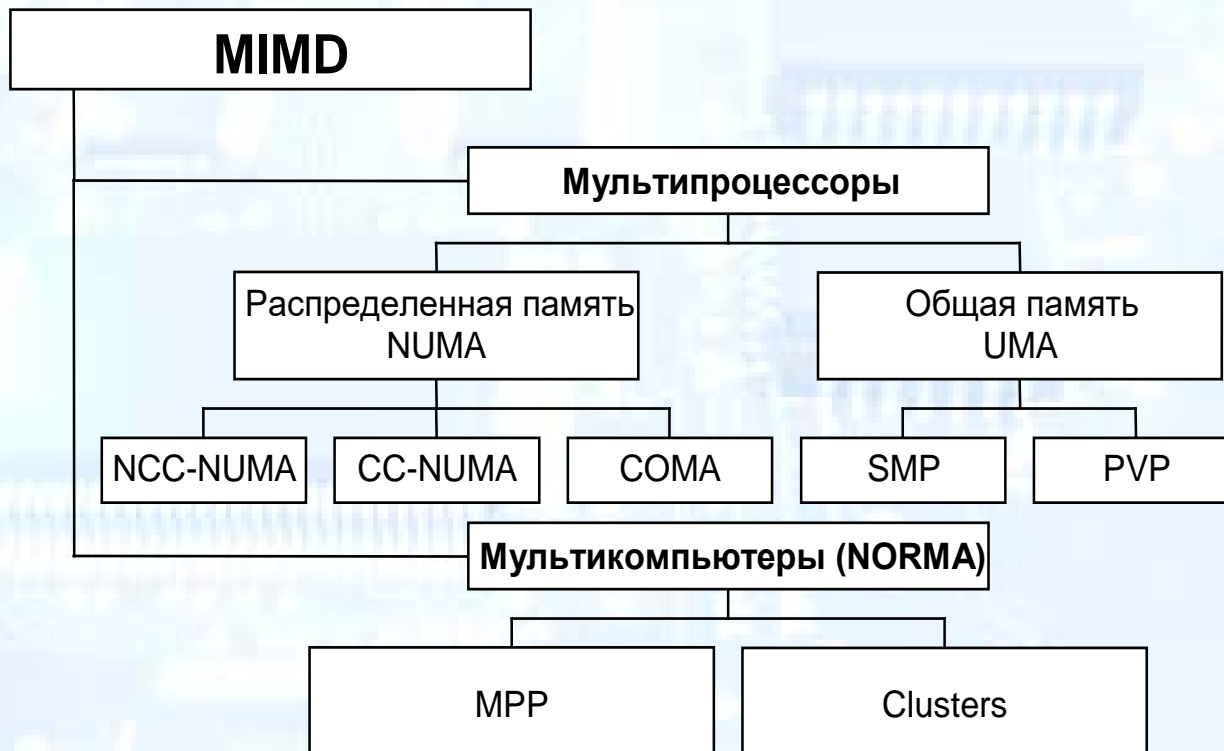 MIMD
Мультипроцессоры
Распределенная память
NUMA
Общая память
UMA
NCC-NUMA
CC-NUMA
COMA
SMP
PVP
Мультикомпьютеры (NORMA)
MPP
Clusters